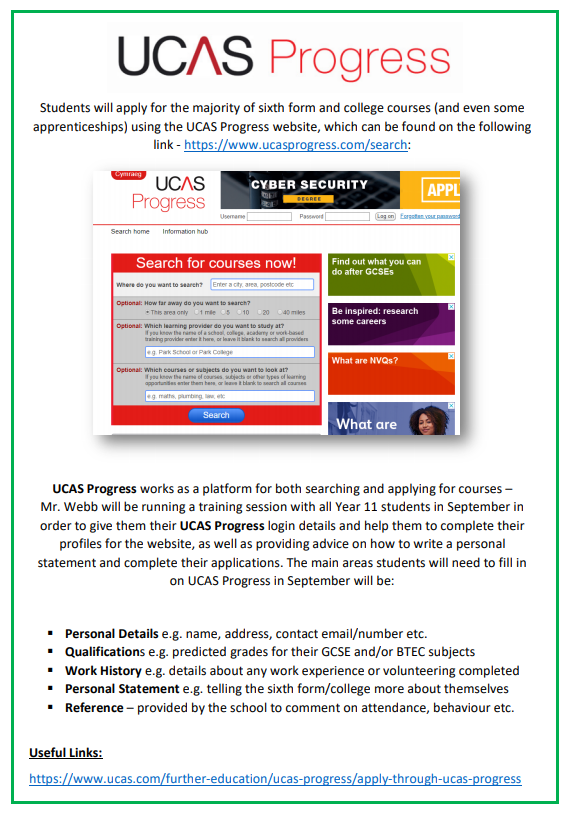 UCAS Progress
Students will apply for the majority of sixth form and college courses (and even some
apprenticeships) using the UCAS Progress website, which can be found on the following
link - https://www.ucasprogress.com/search:
Cymraeg
UCAS
Progress
CYBER SECURITY
DEGREE
APPL
Username
Password
Log on
Forgotten your password
Search home
Information hub
Search for courses now!
Where do you want to search?
Enter a city, area, postcode etc
Optional: How far away do you want to search?
This area only 1 mile 5 10 20 40 miles
Optional: Which learning provider do you want to study at?
If you know the name of a school, college, academy or work-based
training provider enter it here, or leave it blank to search all providers
e.g. Park School or Park College
Optional: Which courses or subjects do you want to look at?
If you know the name of courses, subjects or other types of learning
opportunities enter them here, or leave it blank to search all courses
e.g. maths, plumbing, law, etc
Search
Find out what you can
do after GCSEs
Be inspired: research
some careers
What are NVQs?
What are
UCAS Progress works as a platform for both searching and applying for courses –
Mr. Webb will be running a training session with all Year 11 students in September in
order to give them their UCAS Progress login details and help them to complete their
profiles for the website, as well as providing advice on how to write a personal
statement and complete their applications. The main areas students will need to fill in
on UCAS Progress in September will be:
▪ Personal Details e.g. name, address, contact email/number etc.
▪ Qualifications e.g. predicted grades for their GCSE and/or BTEC subjects
▪ Work History e.g. details about any work experience or volunteering completed
▪ Personal Statement e.g. telling the sixth form/college more about themselves
▪ Reference – provided by the school to comment on attendance, behaviour etc.
Useful Links:
https://www.ucas.com/further-education/ucas-progress/apply-through-ucas-progress